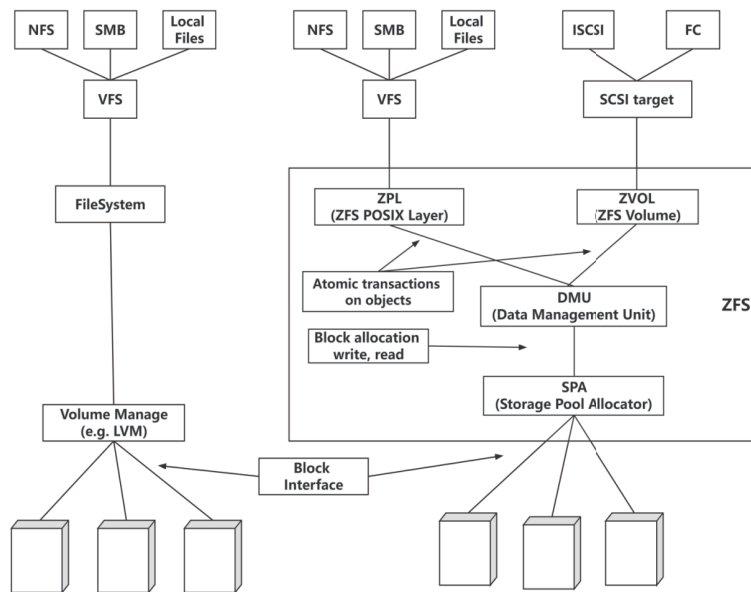 NFS
SMB
Local
Files
NFS
SMB
Local
Files
ISCSI
FC
VFS
VFS
SCSI target
FileSystem
ZPL
(ZFS POSIX Layer)
ZVOL
(ZFS Volume)
Atomic transactions
on objects
DMU
(Data Management Unit)
ZFS
Block allocation
write, read
SPA
(Storage Pool Allocator)
Volume Manage
(e.g. LVM)
Block
Interface